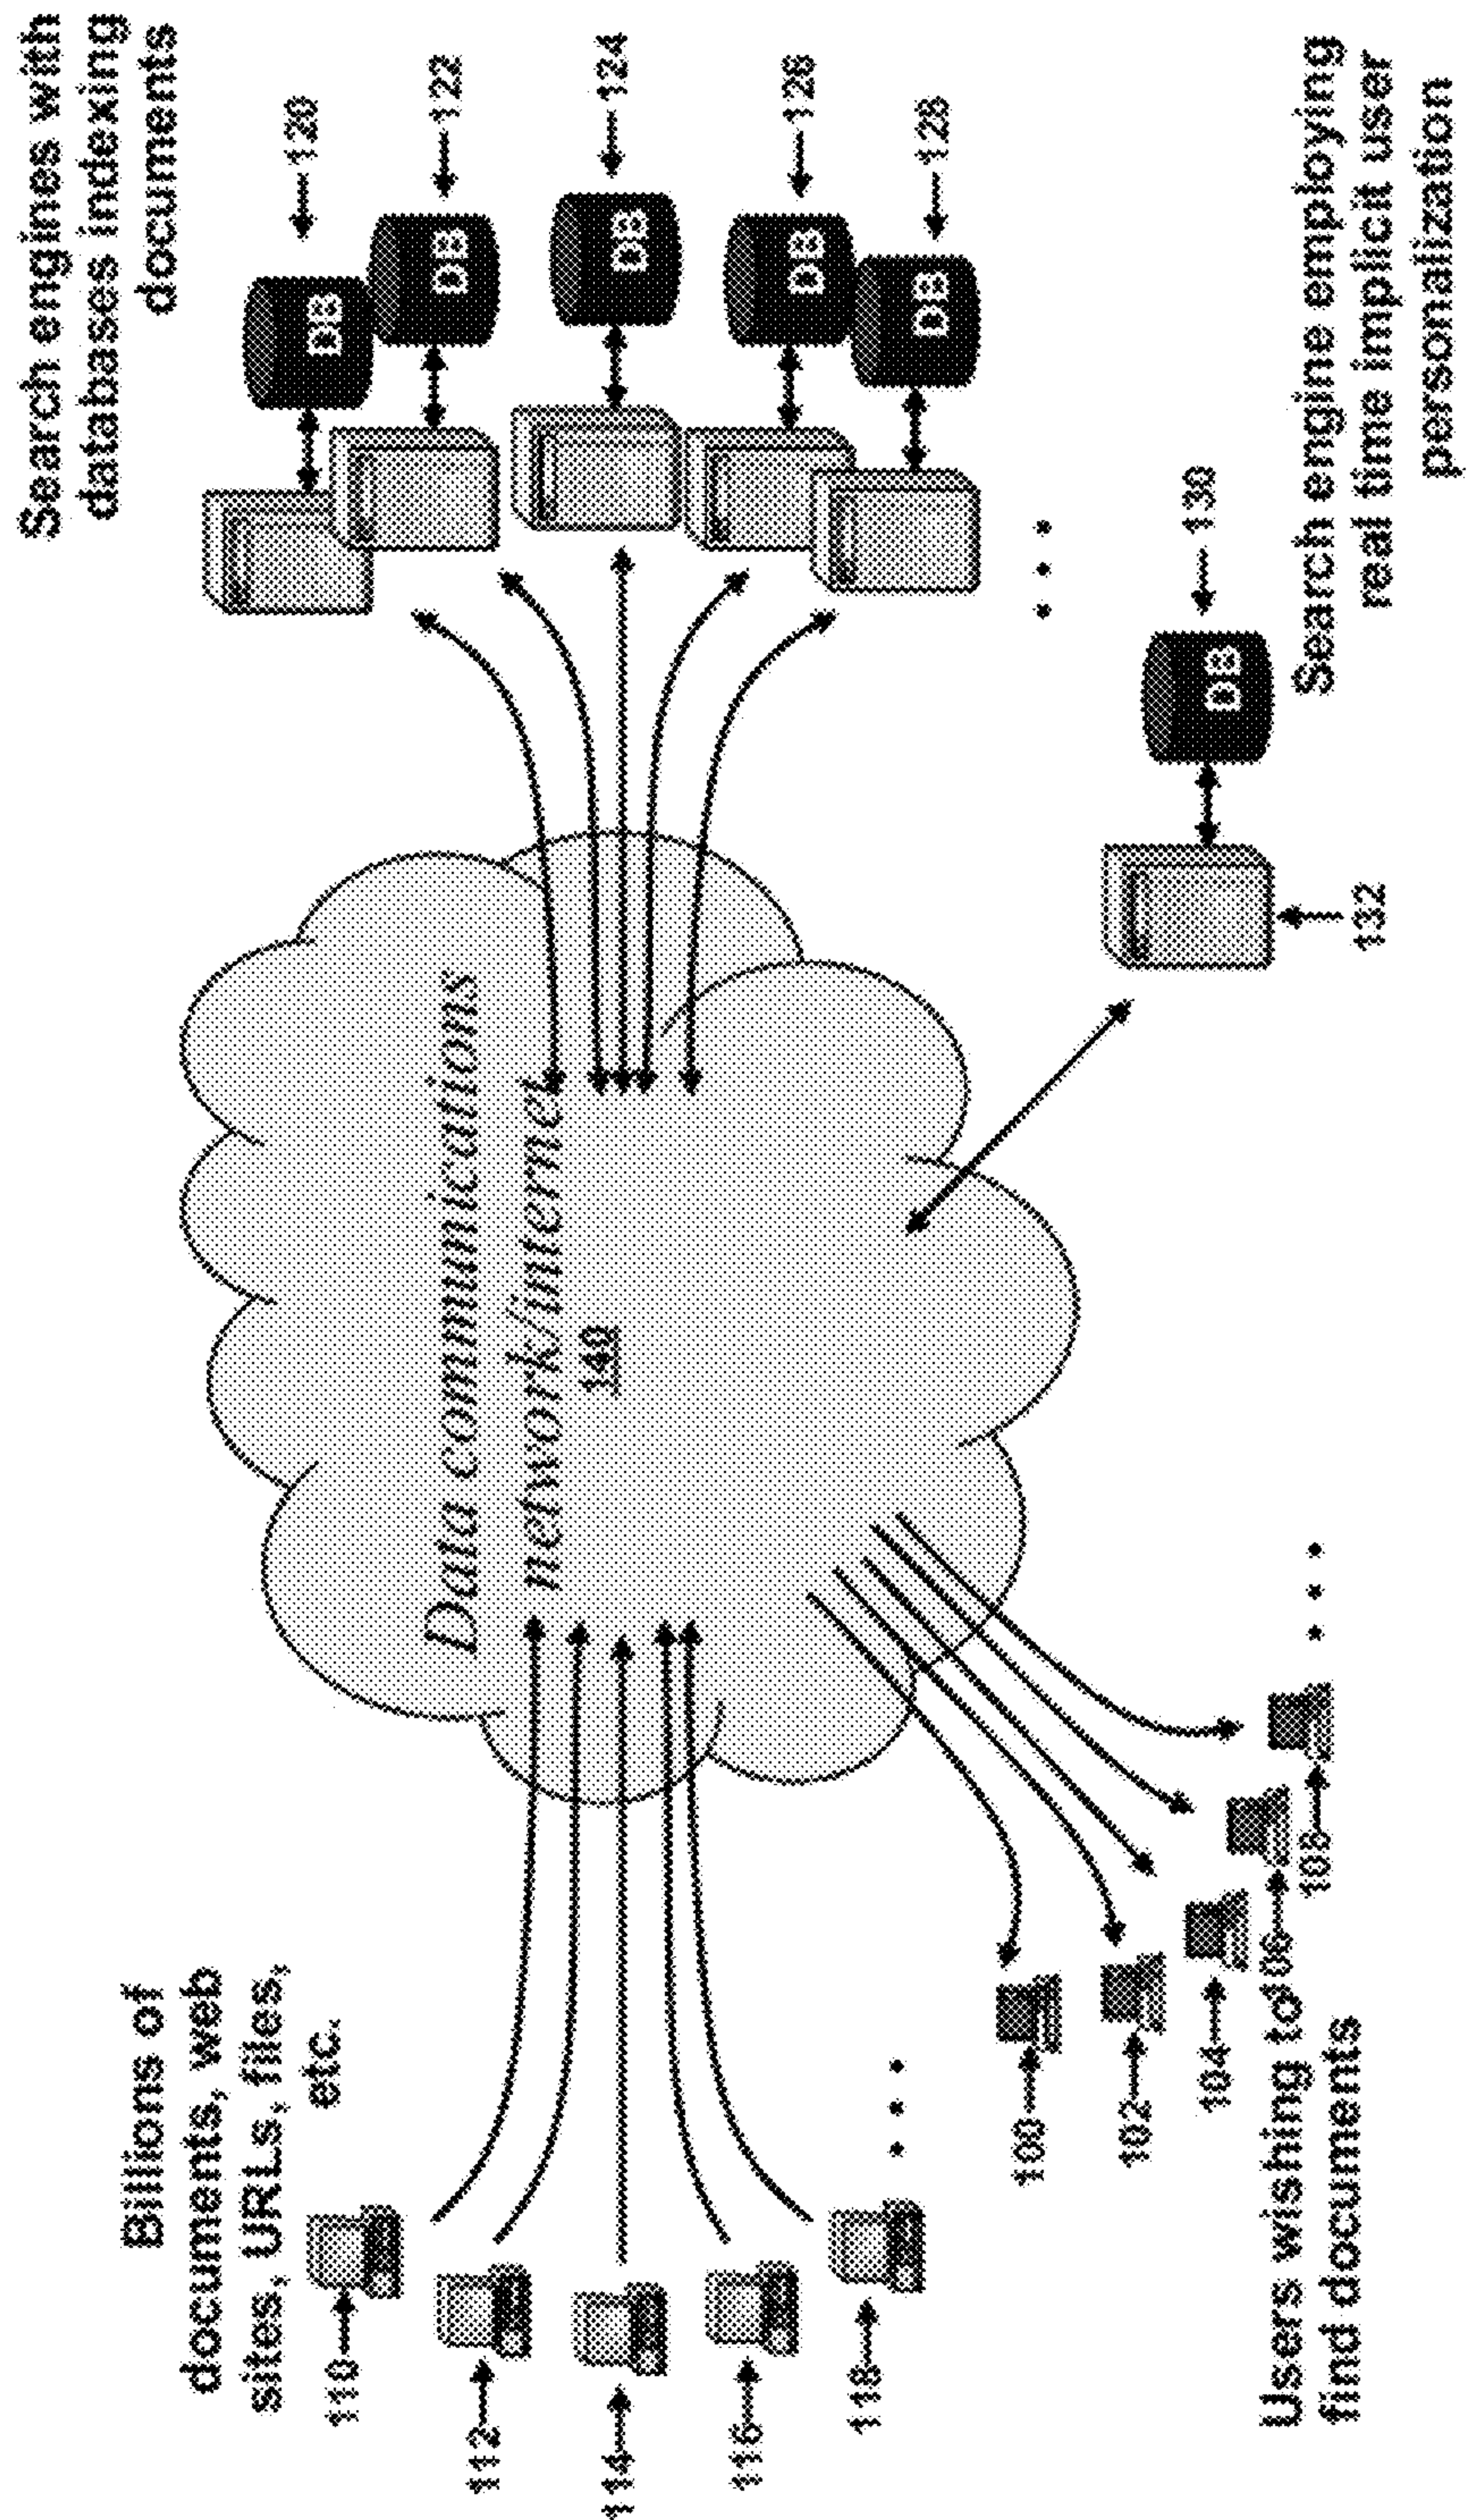 Billions of
documents, web
sites, URLs, files,
etc.
110
112
114
116
118
Data communications
network/internet
140
Search engines with
databases indexing
documents
DB
120
DB
122
DB
124
DB
126
DB
128
Users wishing to
find documents
100
102
104
106
108
132
DB
130
Search engine employing
real time implicit user
personalization